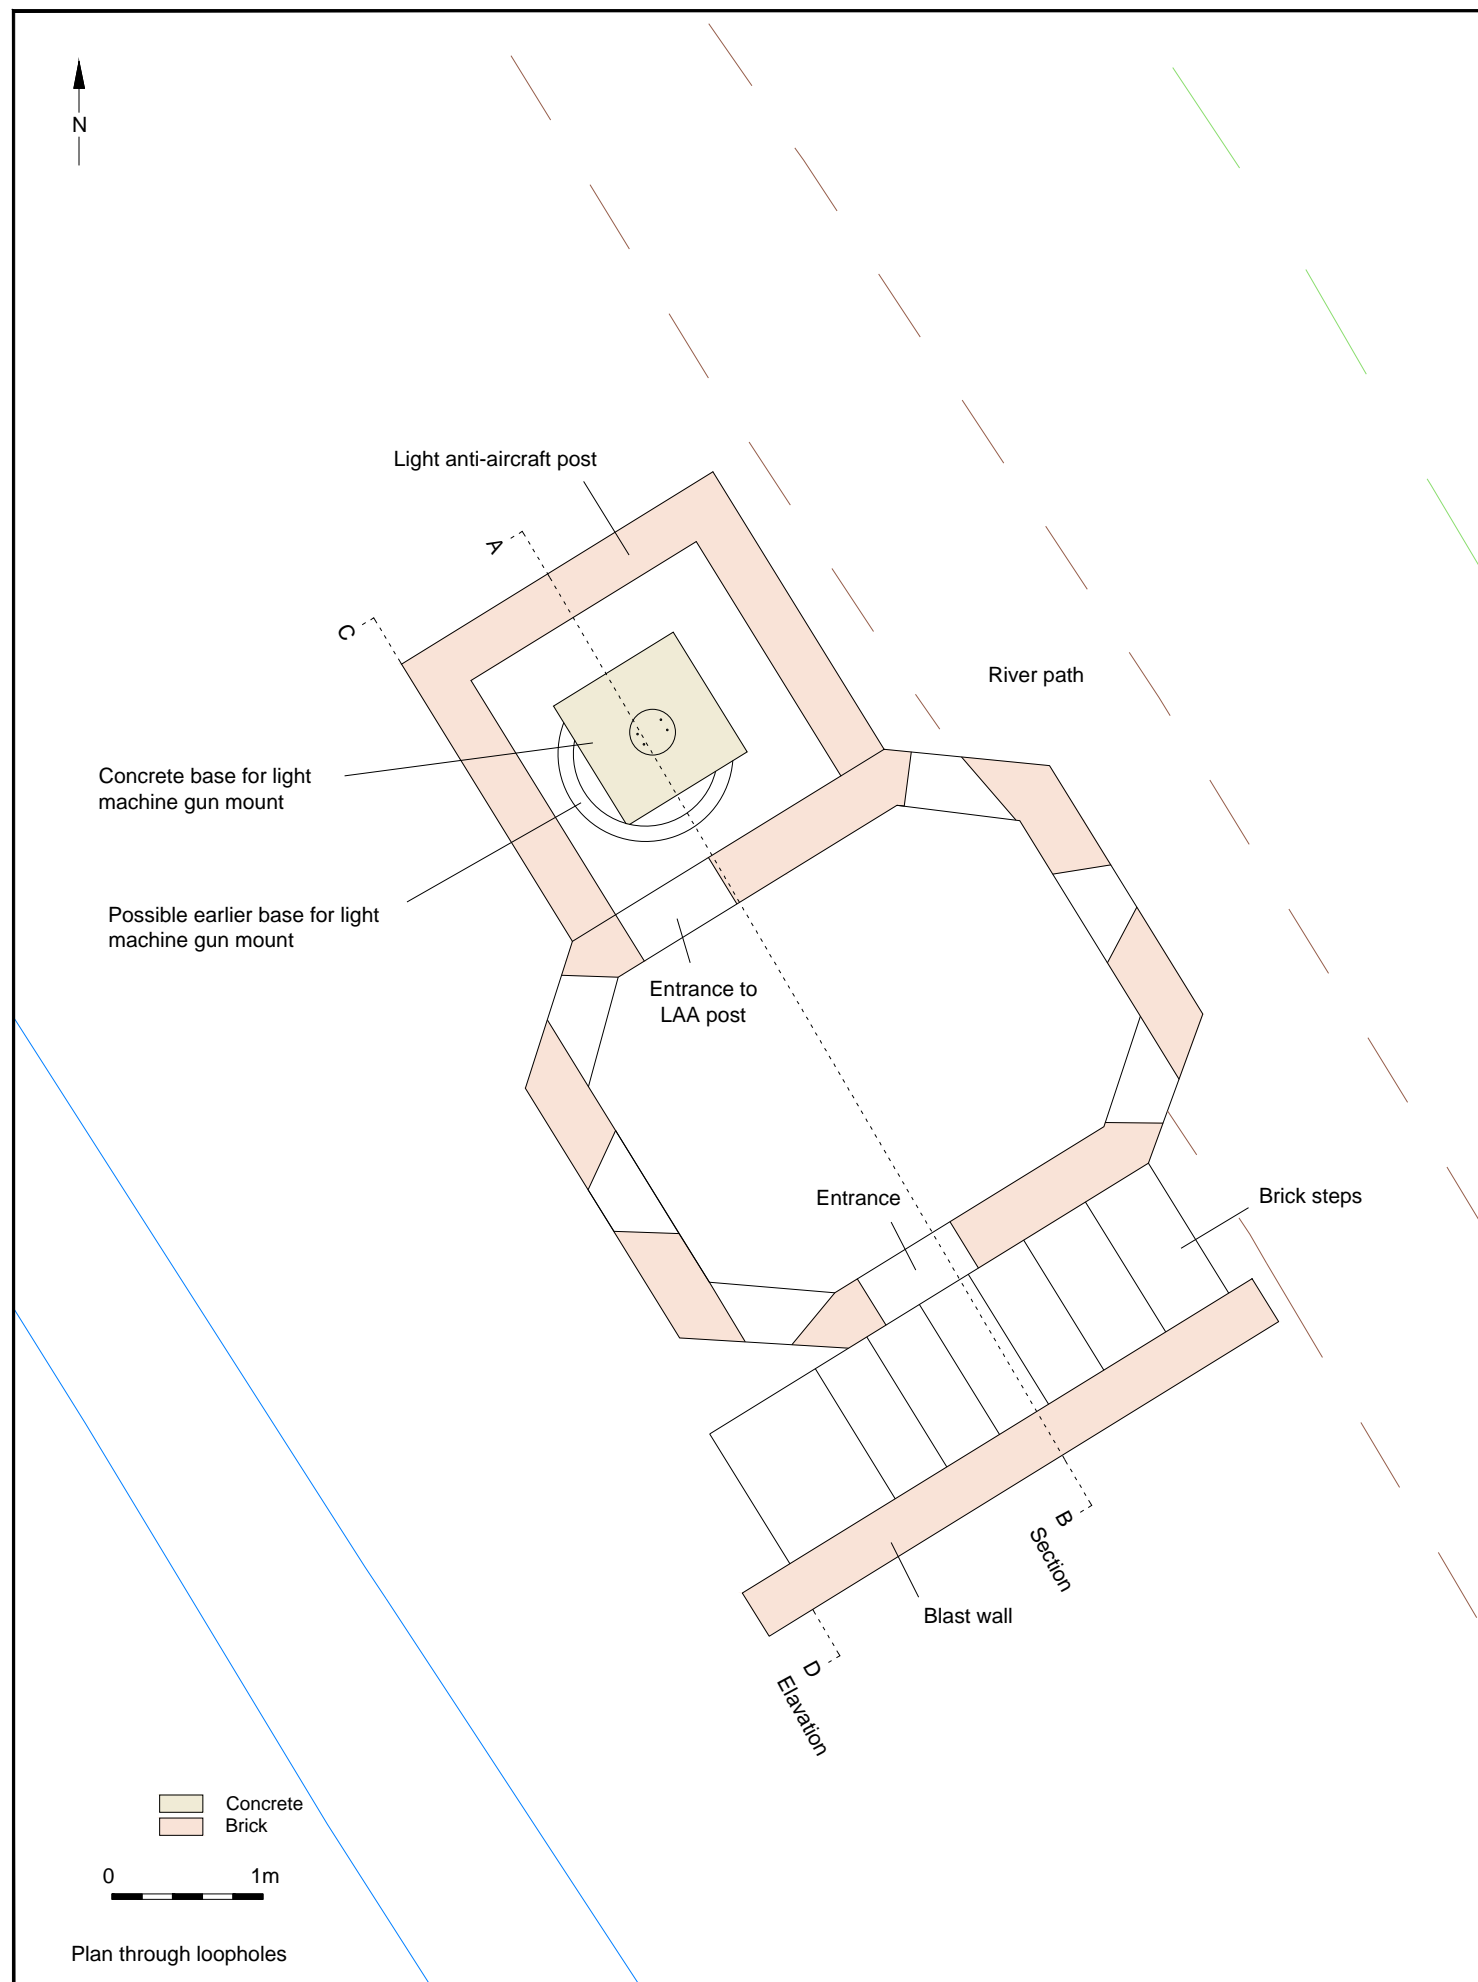 N
Light anti-aircraft post
A
C
River path
Concrete base for light
machine gun mount
Possible earlier base for light
machine gun mount
Entrance to
LAA post
Entrance
Brick steps
B
Section
Blast wall
D
Elavation
Concrete
Brick
0 1m
Plan through loopholes